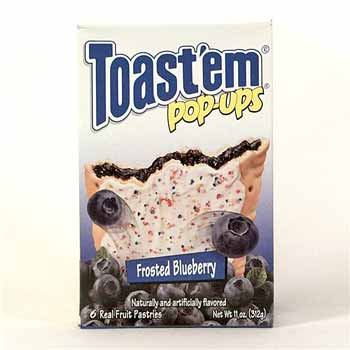 Toast'em
POP-UPS
Frosted Blueberry
Naturally and artificially flavored
6 Real Fruit Pastries
Net Wt 11 oz. (312g)